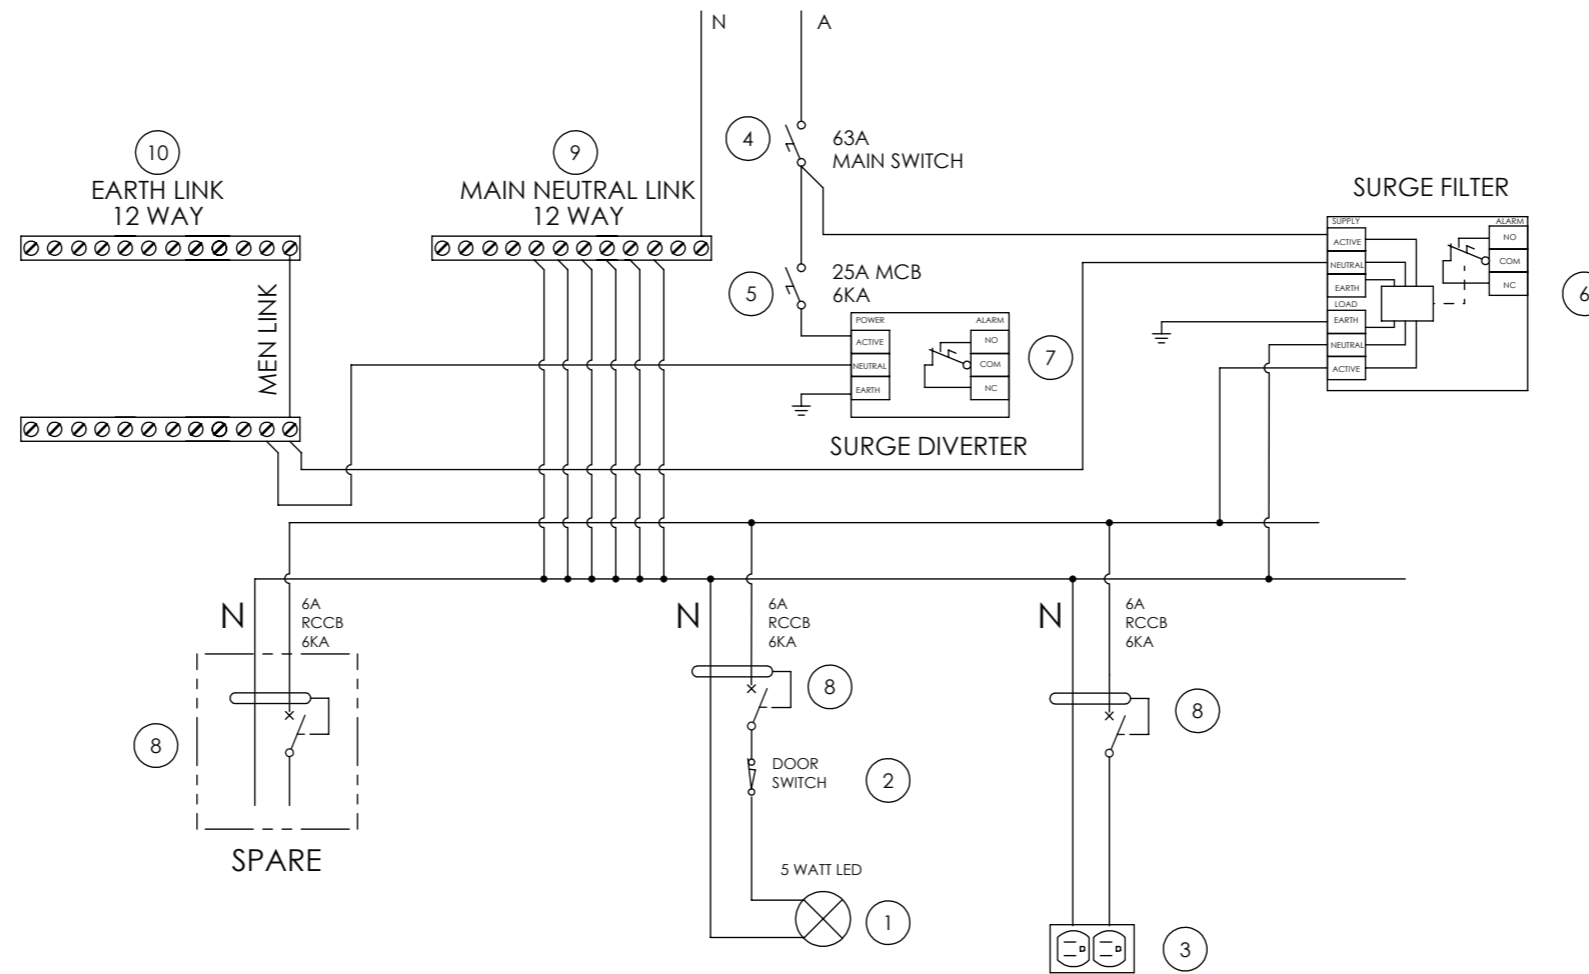 N
A
4
63A
MAIN SWITCH
10
EARTH LINK
12 WAY
9
MAIN NEUTRAL LINK
12 WAY
SURGE FILTER
SUPPLY
ALARM
ACTIVE
NO
NEUTRAL
COM
EARTH
NC
LOAD
EARTH
NEUTRAL
ACTIVE
6
MEN LINK
5
25A MCB
6KA
POWER
ALARM
ACTIVE
NO
NEUTRAL
COM
EARTH
NC
7
SURGE DIVERTER
N
6A
RCCB
6KA
8
SPARE
N
6A
RCCB
6KA
8
DOOR
SWITCH
2
5 WATT LED
1
N
6A
RCCB
6KA
8
3